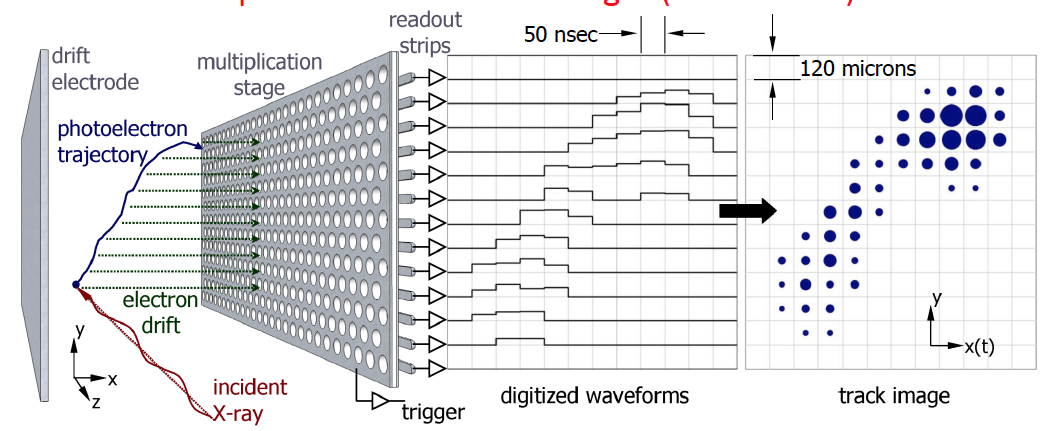 drift
electrode
photoelectron
trajectory
multiplication
stage
readout
strips
50 nsec
120 microns
electron
drift
y
x
z
incident
X-ray
trigger
digitized waveforms
y
x(t)
track image